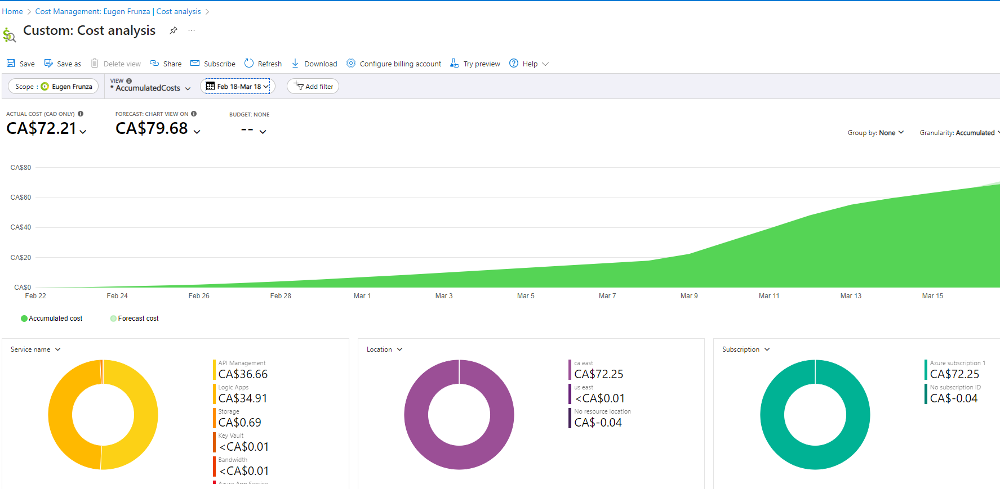 Home > Cost Management: Eugen Frunza | Cost analysis >
Custom: Cost analysis ...
Save Save as Delete view Share Subscribe Refresh Download Configure billing account Try preview Help
Scope : Eugen Frunza
VIEW
* AccumulatedCosts
Feb 18-Mar 18
Add filter
ACTUAL COST (CAD ONLY)
CA$72.21
FORECAST: CHART VIEW ON
CA$79.68
BUDGET: NONE
--
Group by: None
Granularity: Accumulated
CA$80
CA$60
CA$40
CA$20
CA$0
Feb 22 Feb 24 Feb 26 Feb 28 Mar 1 Mar 3 Mar 5 Mar 7 Mar 9 Mar 11 Mar 13 Mar 15
Accumulated cost Forecast cost
Service name
API Management
CA$36.66
Logic Apps
CA$34.91
Storage
CA$0.69
Key Vault
<CA$0.01
Bandwidth
<CA$0.01
Azure App Service
Location
ca east
CA$72.25
us east
<CA$0.01
No resource location
CA$-0.04
Subscription
Azure subscription 1
CA$72.25
No subscription ID
CA$-0.04